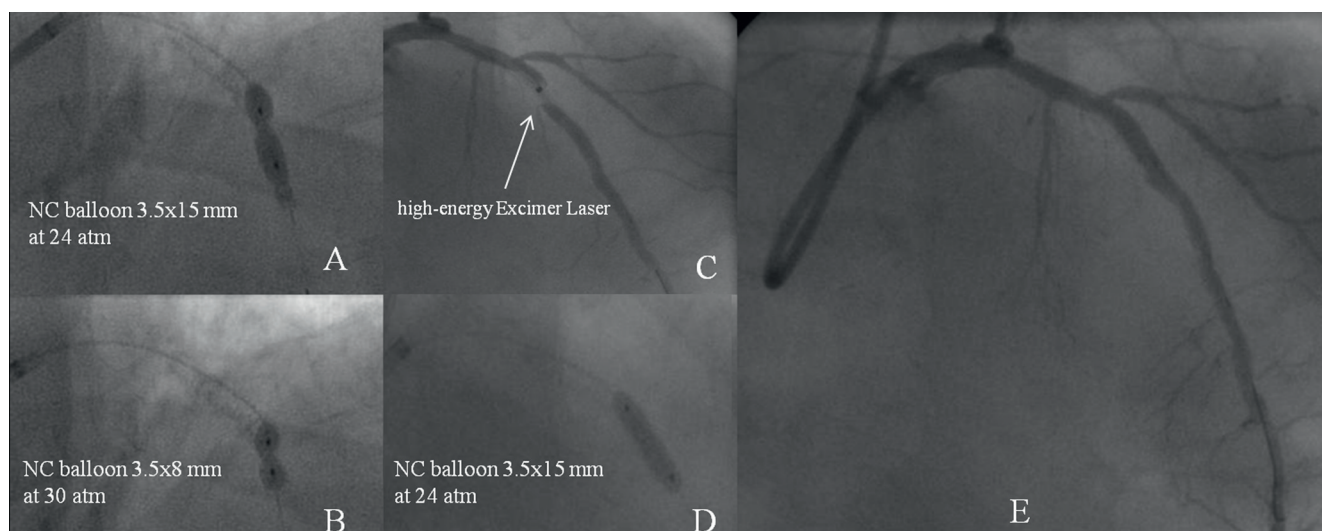 NC balloon 3.5x15 mm
at 24 atm
A
NC balloon 3.5x8 mm
at 30 atm
B
high-energy Excimer Laser
C
NC balloon 3.5x15 mm
at 24 atm
D
E